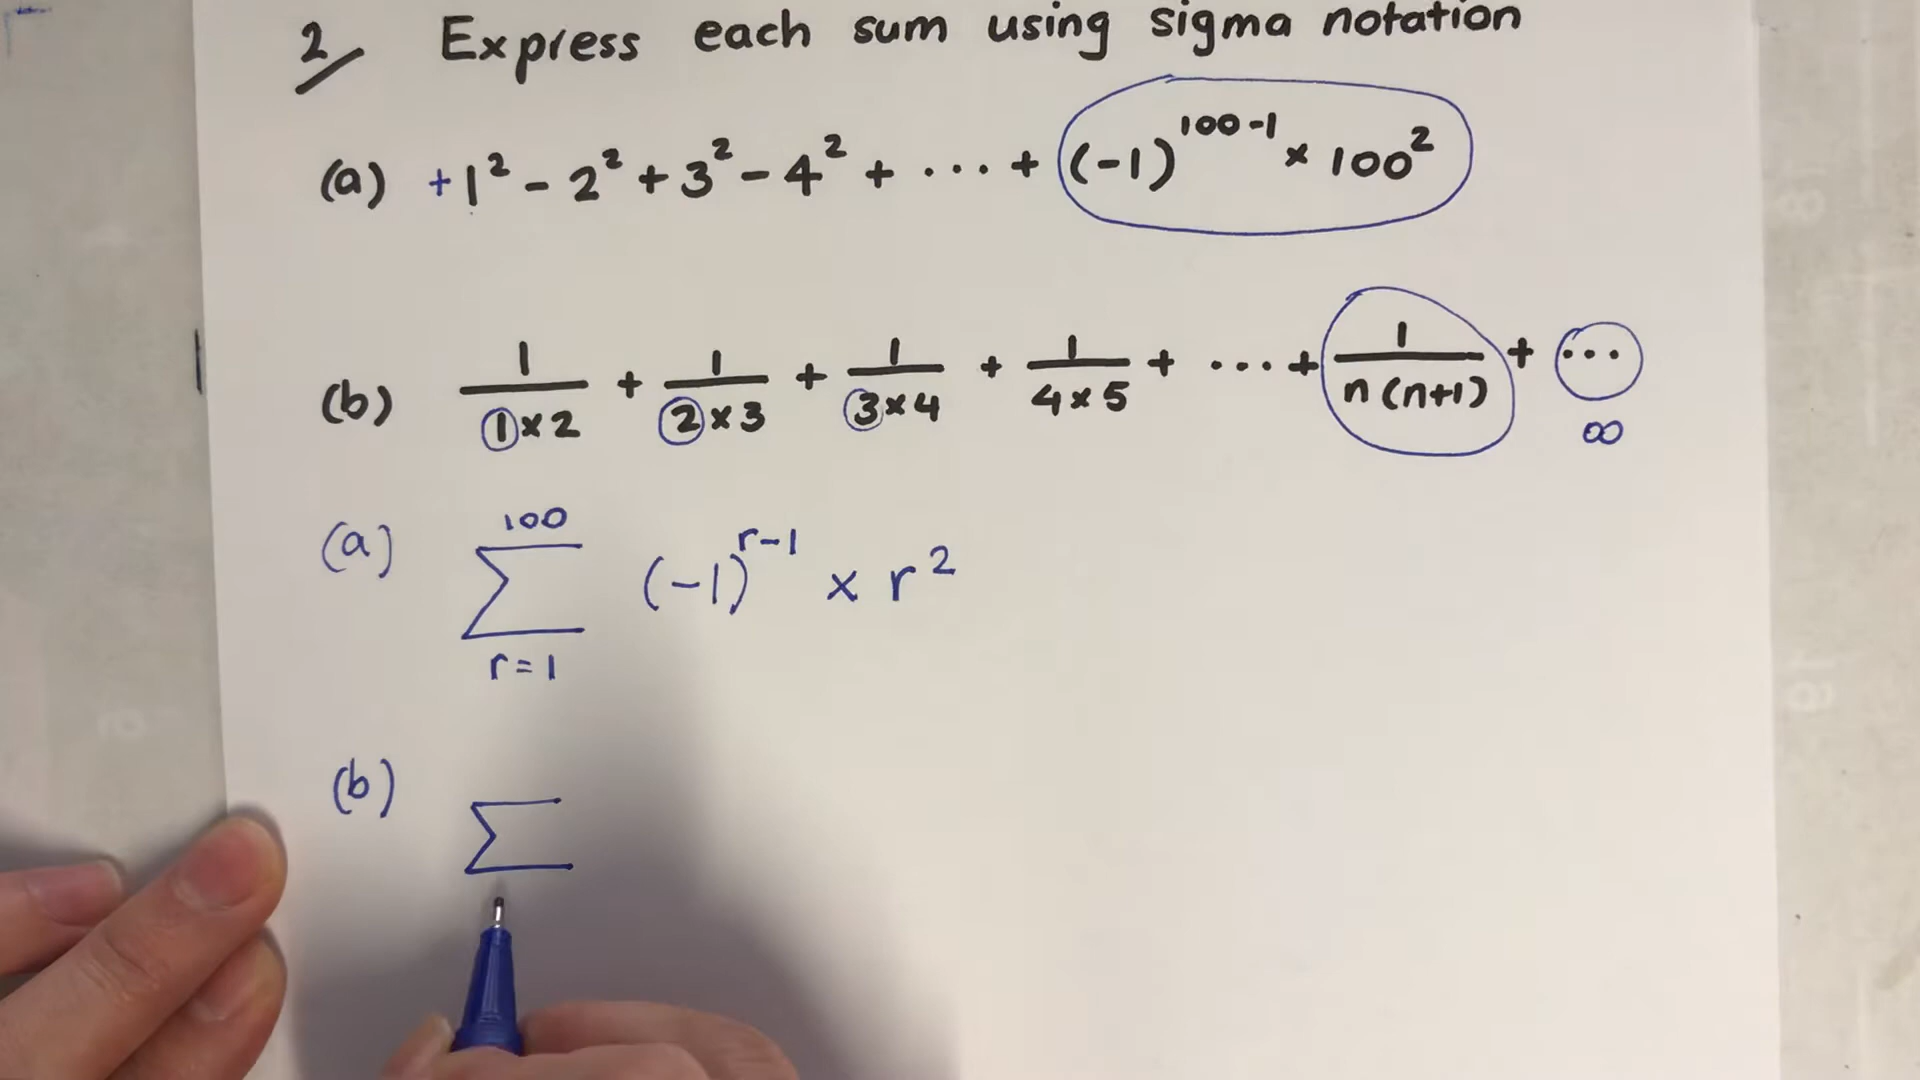 2/ Express each sum using sigma notation
(a) +1² - 2² + 3² - 4² + ... + (-1)¹⁰⁰⁻¹ × 100²
(b) 1/(1×2) + 1/(2×3) + 1/(3×4) + 1/(4×5) + ... + 1/(n(n+1)) + ...
∞
(a) 100 Σ r=1 (-1)ʳ⁻¹ × r²
(b) Σ